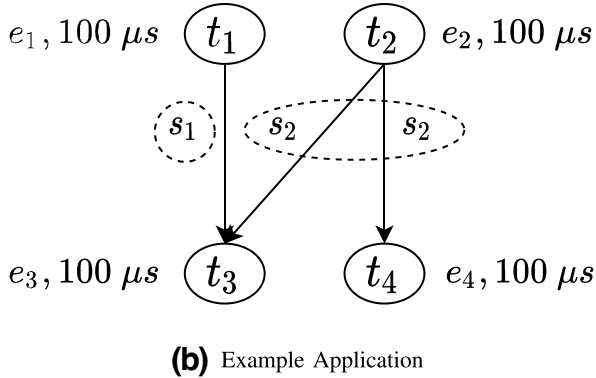 e₁, 100 μs t₁ t₂ e₂, 100 μs
s₁ s₂ s₂
e₃, 100 μs t₃ t₄ e₄, 100 μs
(b) Example Application